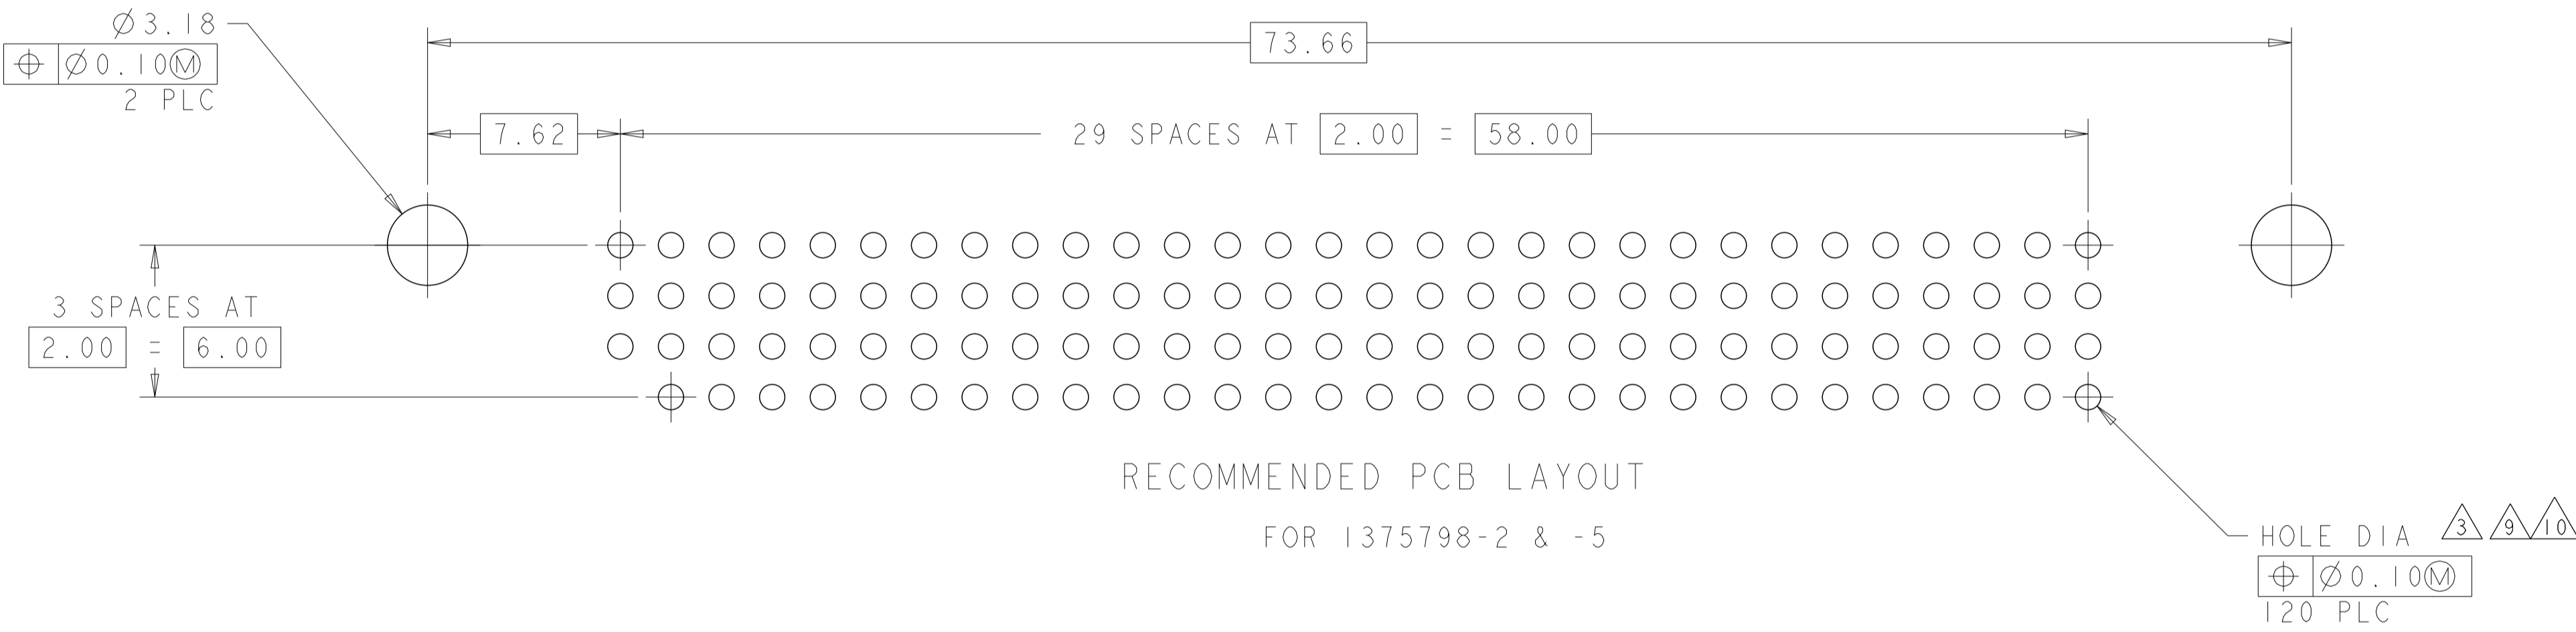 Ø3.18
⌖ Ø0.10Ⓜ
2 PLC
73.66
7.62
29 SPACES AT 2.00 = 58.00
3 SPACES AT
2.00 = 6.00
RECOMMENDED PCB LAYOUT
FOR 1375798-2 & -5
HOLE DIA 3 9 10
⌖ Ø0.10Ⓜ
120 PLC